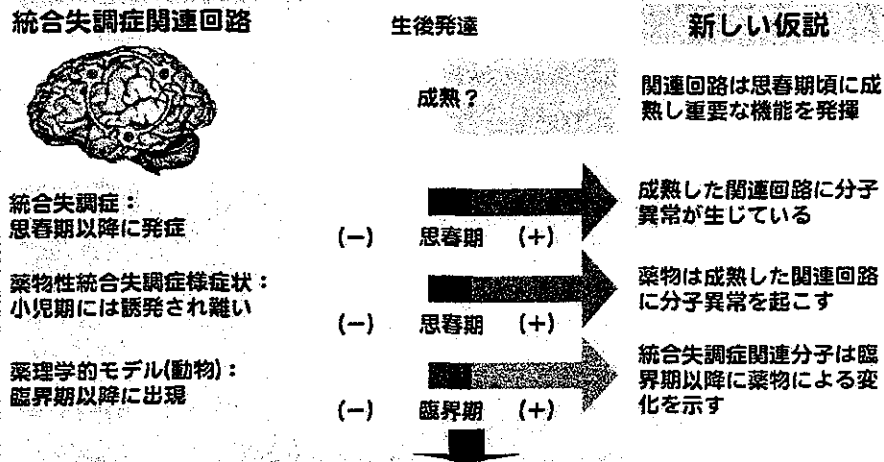 統合失調症関連回路
生後発達
新しい仮説
成熟？
関連回路は思春期頃に成
熟し重要な機能を発揮
統合失調症：
思春期以降に発症
(−) 思春期 (+)
成熟した関連回路に分子
異常が生じている
薬物性統合失調症様症状：
小児期には誘発され難い
(−) 思春期 (+)
薬物は成熟した関連回路
に分子異常を起こす
薬理学的モデル(動物)：
臨界期以降に出現
(−) 臨界期 (+)
統合失調症関連分子は臨
界期以降に薬物による変
化を示す